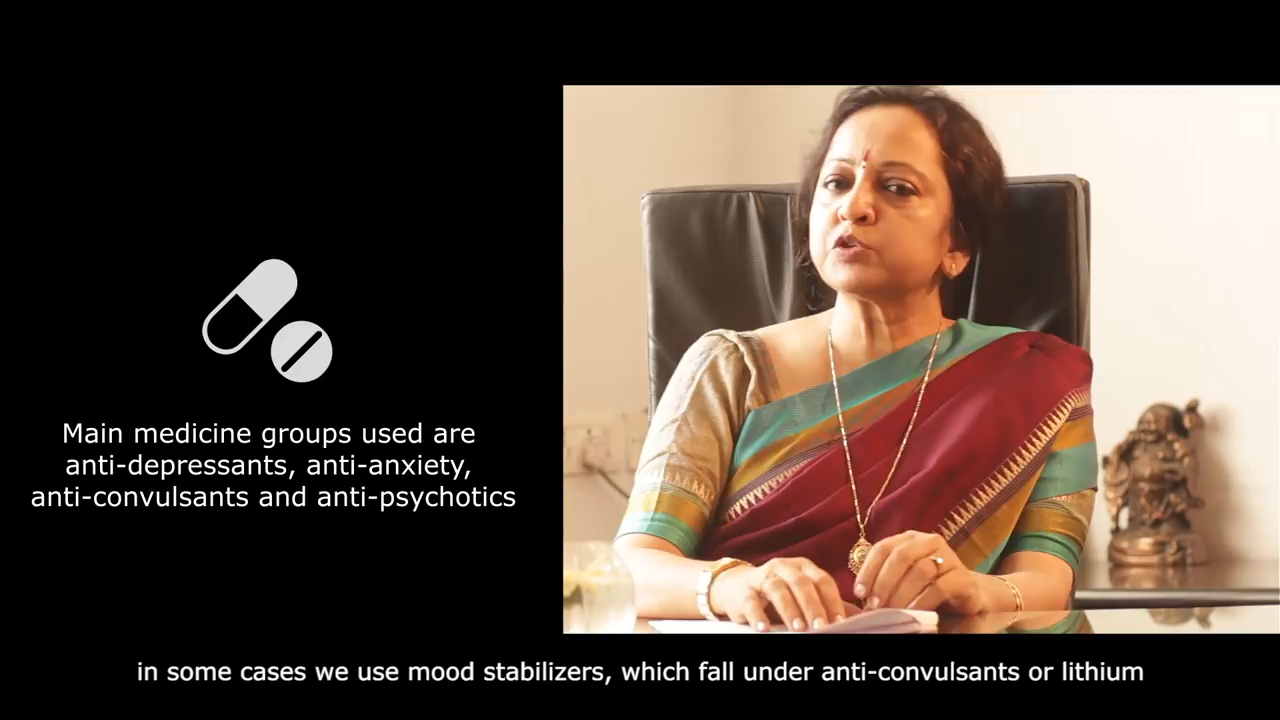 Main medicine groups used are
anti-depressants, anti-anxiety,
anti-convulsants and anti-psychotics
in some cases we use mood stabilizers, which fall under anti-convulsants or lithium